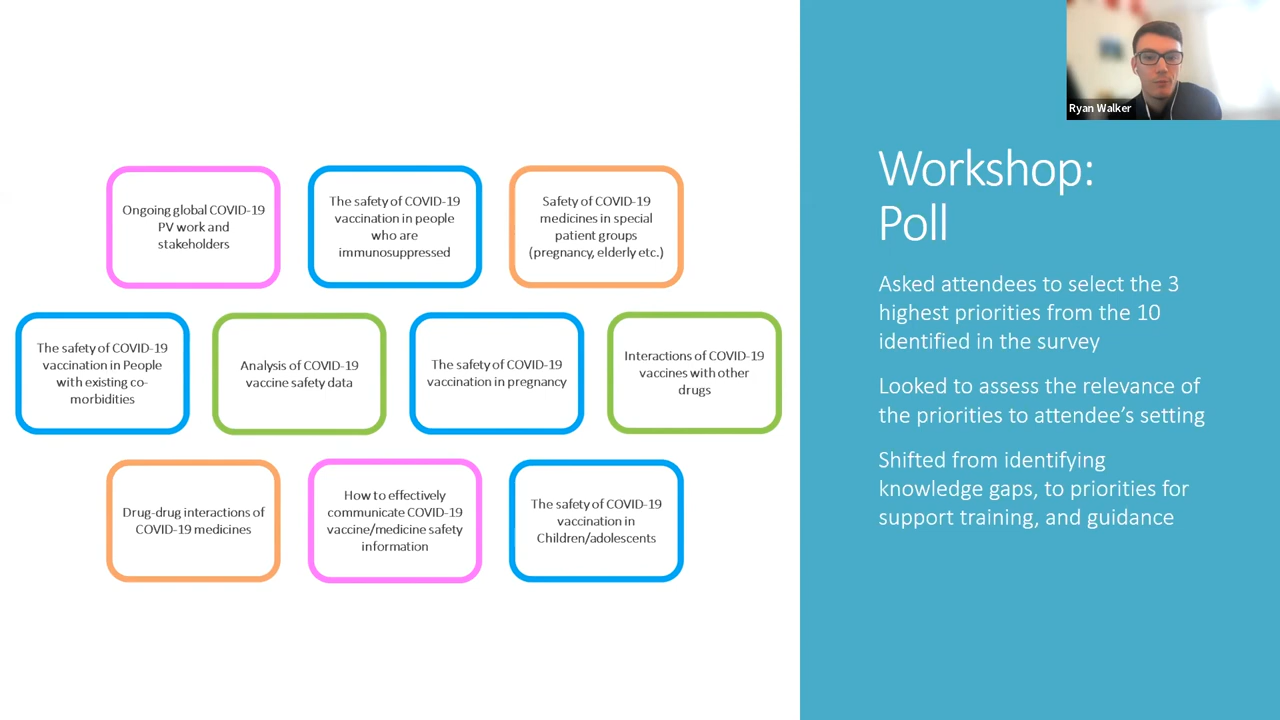 Ryan Walker
Workshop:
Poll
Asked attendees to select the 3
highest priorities from the 10
identified in the survey
Looked to assess the relevance of
the priorities to attendee's setting
Shifted from identifying
knowledge gaps, to priorities for
support training, and guidance
Ongoing global COVID-19
PV work and
stakeholders
The safety of COVID-19
vaccination in people
who are
immunosuppressed
Safety of COVID-19
medicines in special
patient groups
(pregnancy, elderly etc.)
The safety of COVID-19
vaccination in People
with existing co-
morbidities
Analysis of COVID-19
vaccine safety data
The safety of COVID-19
vaccination in pregnancy
Interactions of COVID-19
vaccines with other
drugs
Drug-drug interactions of
COVID-19 medicines
How to effectively
communicate COVID-19
vaccine/medicine safety
information
The safety of COVID-19
vaccination in
Children/adolescents